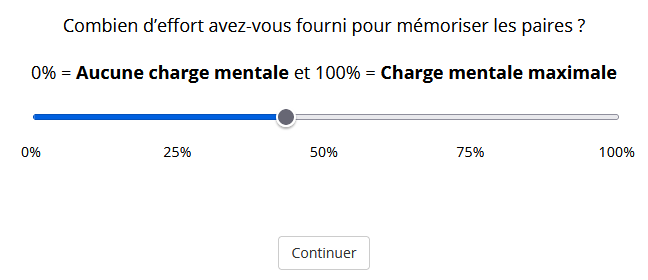 Combien d’effort avez-vous fourni pour mémoriser les paires ?
0% = Aucune charge mentale et 100% = Charge mentale maximale
0% 25% 50% 75% 100%
Continuer